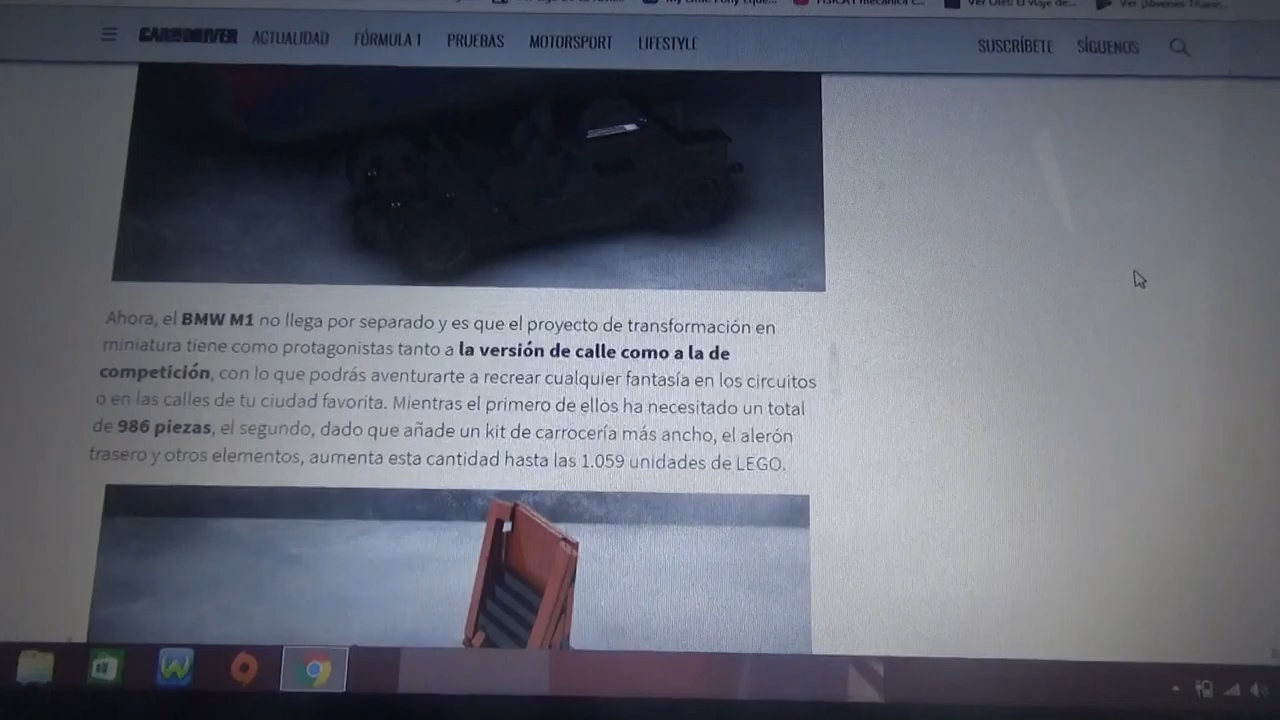 CAR AND DRIVER ACTUALIDAD FÓRMULA 1 PRUEBAS MOTORSPORT LIFESTYLE SUSCRÍBETE SÍGUENOS
Ahora, el BMW M1 no llega por separado y es que el proyecto de transformación en
miniatura tiene como protagonistas tanto a la versión de calle como a la de
competición, con lo que podrás aventurarte a recrear cualquier fantasía en los circuitos
o en las calles de tu ciudad favorita. Mientras el primero de ellos ha necesitado un total
de 986 piezas, el segundo, dado que añade un kit de carrocería más ancho, el alerón
trasero y otros elementos, aumenta esta cantidad hasta las 1.059 unidades de LEGO.